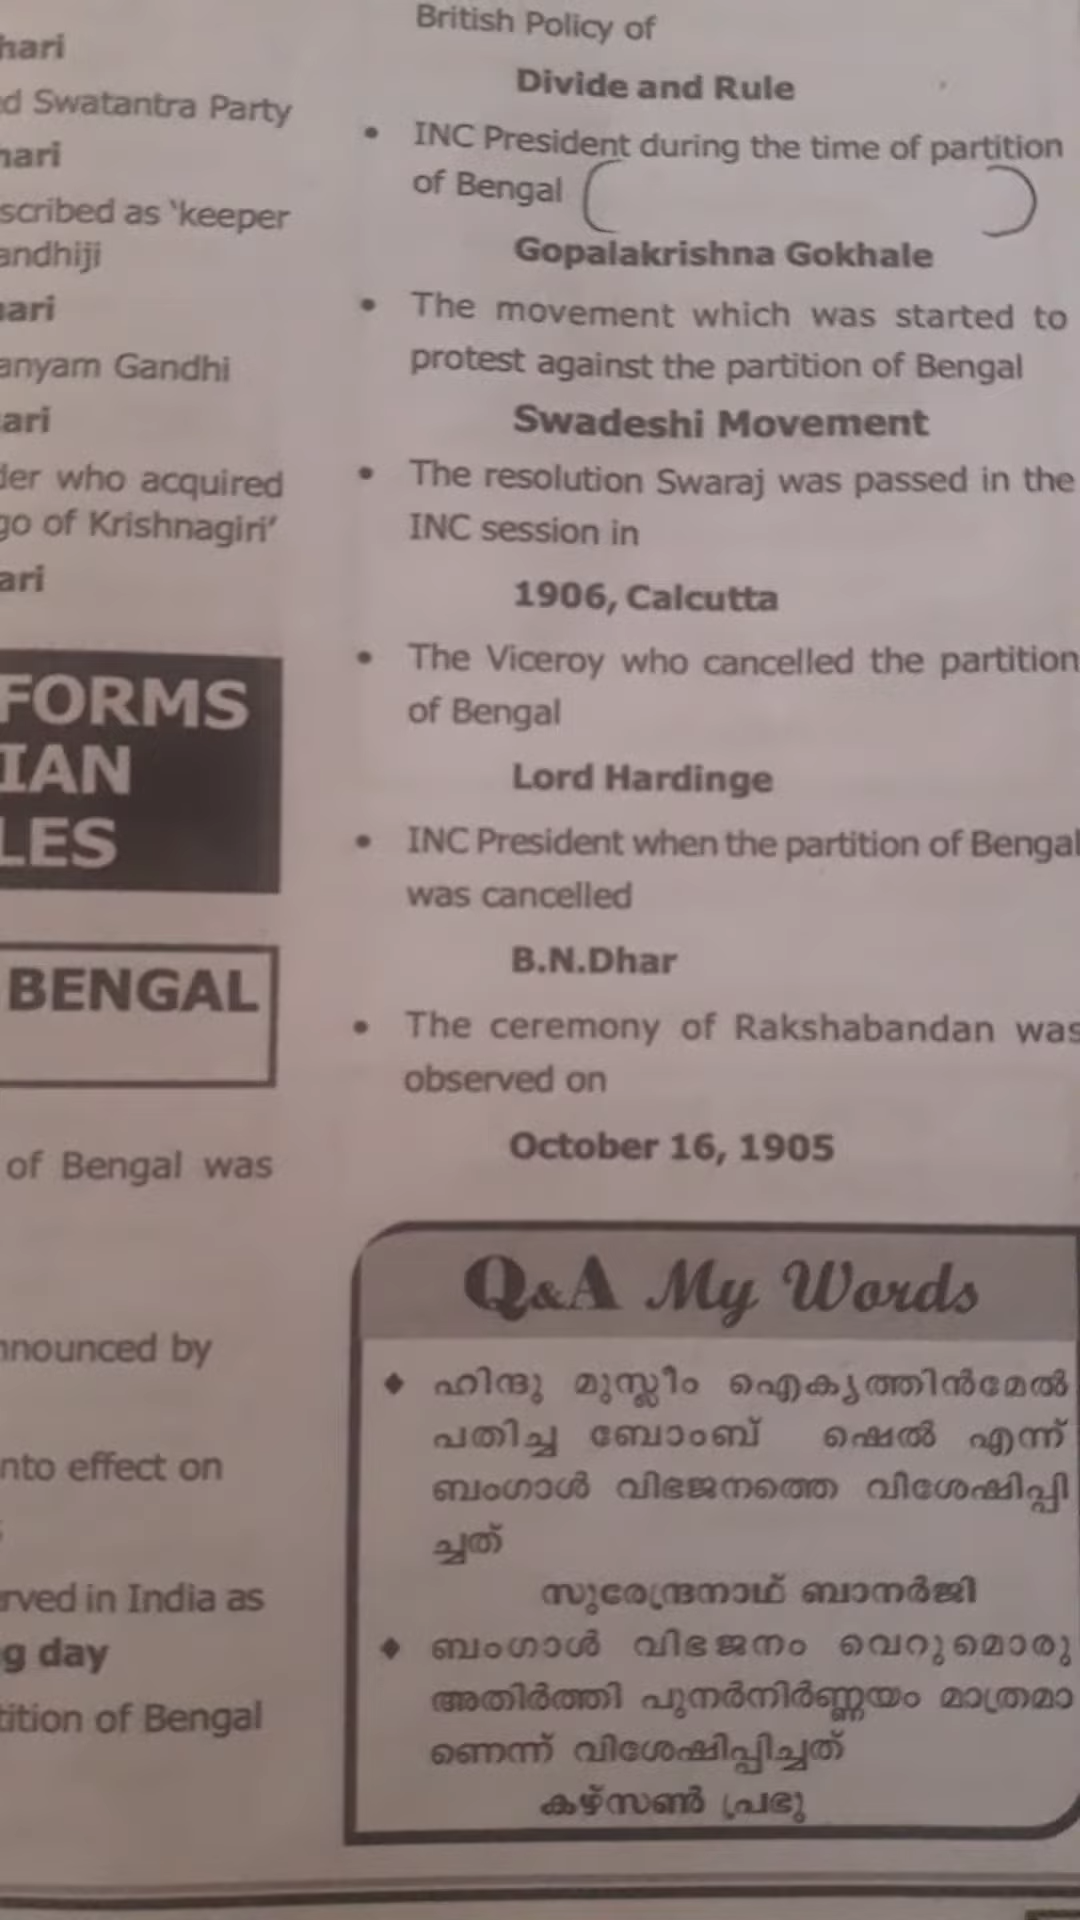 hari
d Swatantra Party
hari
scribed as ‘keeper
andhiji
ari
anyam Gandhi
ari
der who acquired
go of Krishnagiri’
ari
FORMS
IAN
LES
BENGAL
of Bengal was
nnounced by
nto effect on
rved in India as
g day
tition of Bengal
British Policy of
Divide and Rule
• INC President during the time of partition
of Bengal
Gopalakrishna Gokhale
• The movement which was started to
protest against the partition of Bengal
Swadeshi Movement
• The resolution Swaraj was passed in the
INC session in
1906, Calcutta
• The Viceroy who cancelled the partition
of Bengal
Lord Hardinge
• INC President when the partition of Bengal
was cancelled
B.N.Dhar
• The ceremony of Rakshabandan was
observed on
October 16, 1905
Q&A My Words
♦ ഹിന്ദു മുസ്ലീം ഐക്യത്തിൻമേൽ
പതിച്ച ബോംബ് ഷെൽ എന്ന്
ബംഗാൾ വിഭജനത്തെ വിശേഷിപ്പി
ച്ചത്
സുരേന്ദ്രനാഥ് ബാനർജി
♦ ബംഗാൾ വിഭജനം വെറുമൊരു
അതിർത്തി പുനർനിർണ്ണയം മാത്രമാ
ണെന്ന് വിശേഷിപ്പിച്ചത്
കഴ്സൺ പ്രഭു